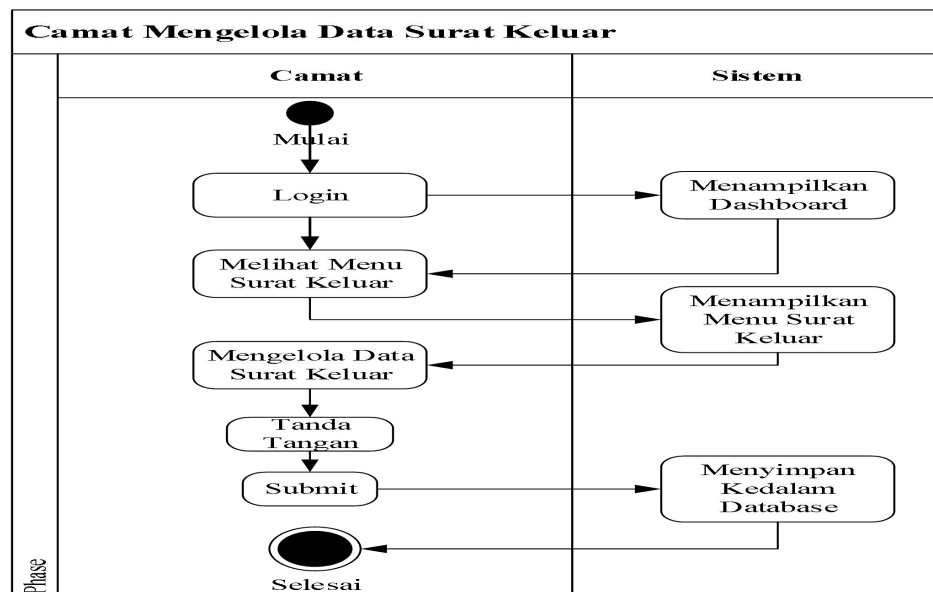 Camat Mengelola Data Surat Keluar
Camat
Sistem
Mulai
Login
Menampilkan
Dashboard
Melihat Menu
Surat Keluar
Menampilkan
Menu Surat
Keluar
Mengelola Data
Surat Keluar
Tanda
Tangan
Submit
Menyimpan
Kedalam
Database
Selesai
Phase